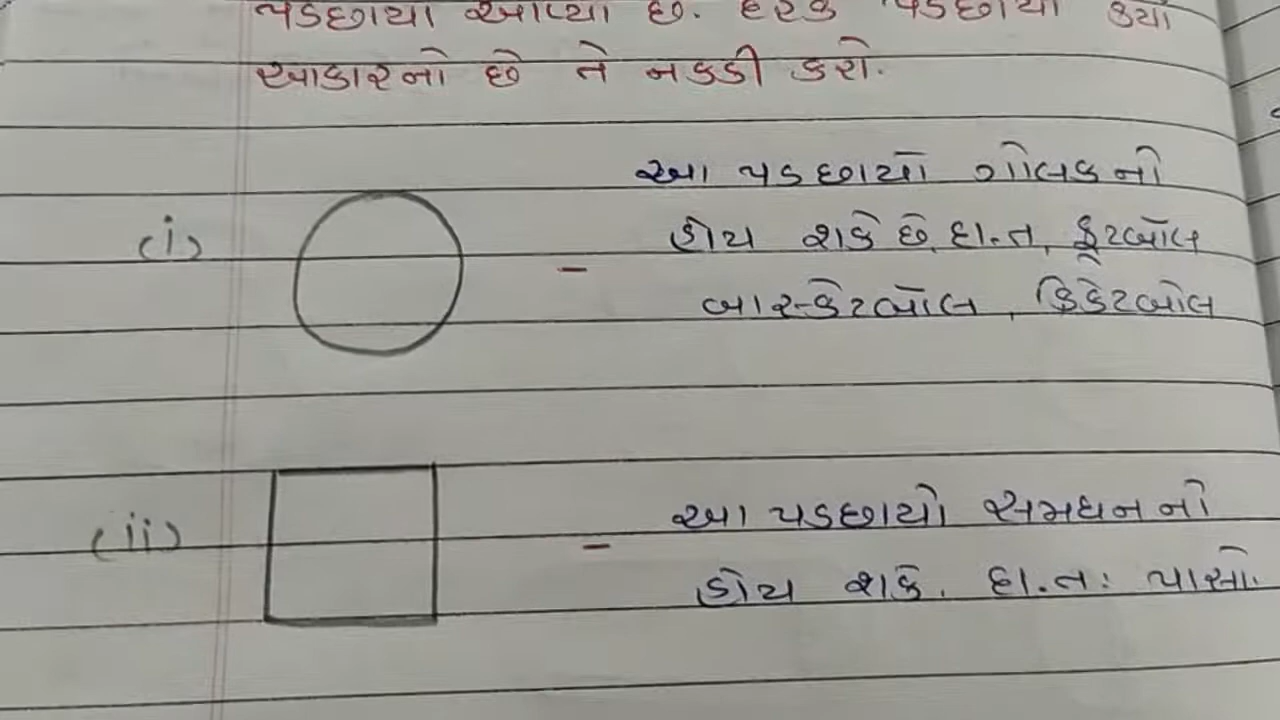 પડછાયા આપ્યા છે. દરેક પડછાયો કયા
આકારનો છે તે નક્કી કરો.
આ પડછાયો ગોલકનો
(i)
હોય શકે છે. દા.ત. ફૂટબૉલ
બાસ્કેટબૉલ, ક્રિકેટબોલ
(ii)
આ પડછાયો સમઘનનો
હોય શકે. દા.ત: પાસો.